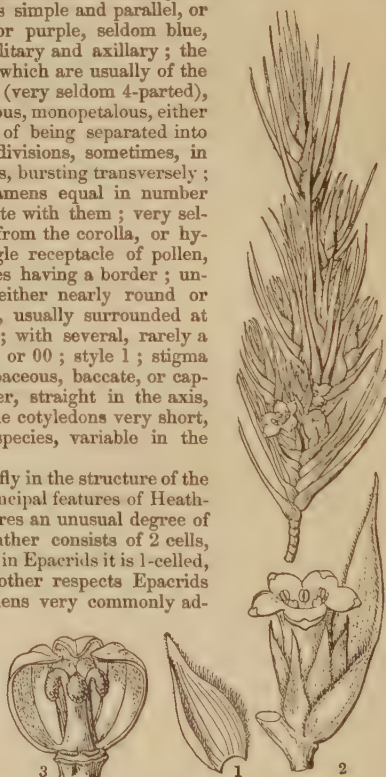 s simple and parallel, or
or purple, seldom blue,
litary and axillary ; the
which are usually of the
(very seldom 4-parted),
ous, monopetalous, either
of being separated into
divisions, sometimes, in
s, bursting transversely ;
amens equal in number
te with them ; very sel-
from the corolla, or hy-
gle receptacle of pollen,
es having a border ; un-
either nearly round or
, usually surrounded at
; with several, rarely a
or 00 ; style 1 ; stigma
paceous, baccate, or cap-
er, straight in the axis,
e cotyledons very short,
species, variable in the
fly in the structure of the
ncipal features of Heath-
res an unusual degree of
ather consists of 2 cells,
in Epacrids it is 1-celled,
other respects Epacrids
ens very commonly ad-
3 1 2